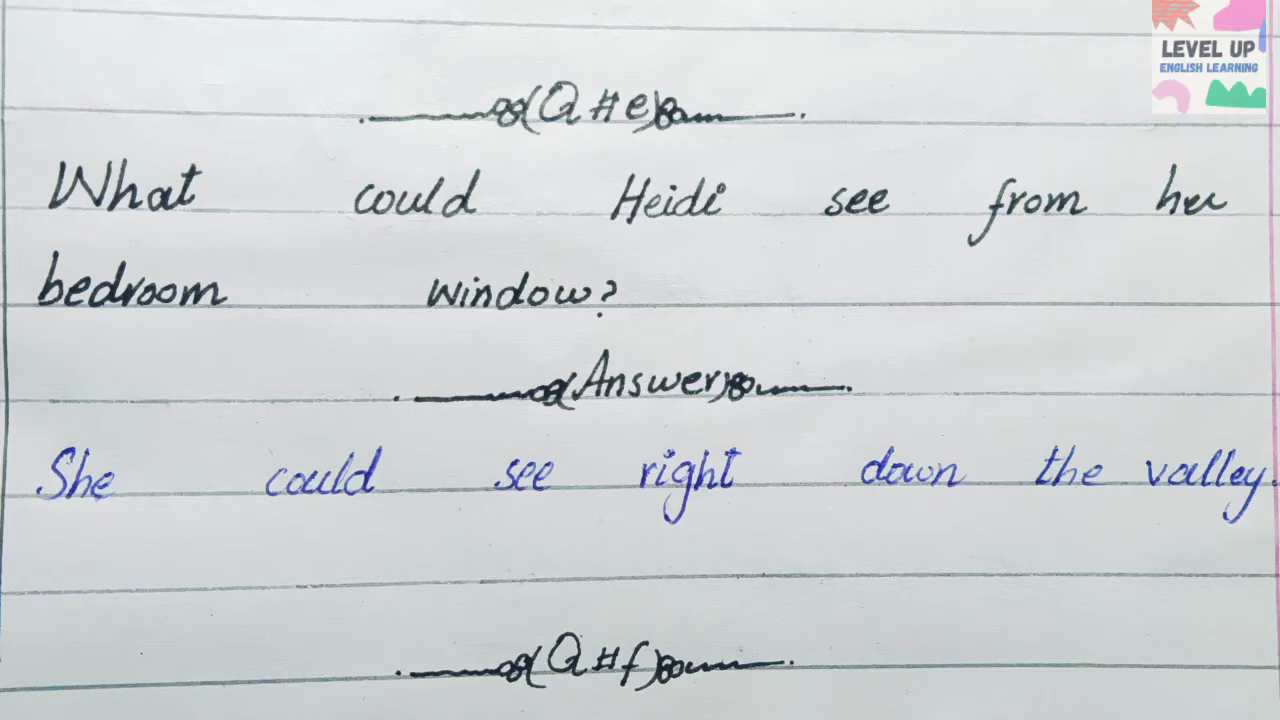 LEVEL UP
ENGLISH LEARNING
(Q#e)
What could Heidi see from her
bedroom window?
(Answer)
She could see right down the valley.
(Q#f)